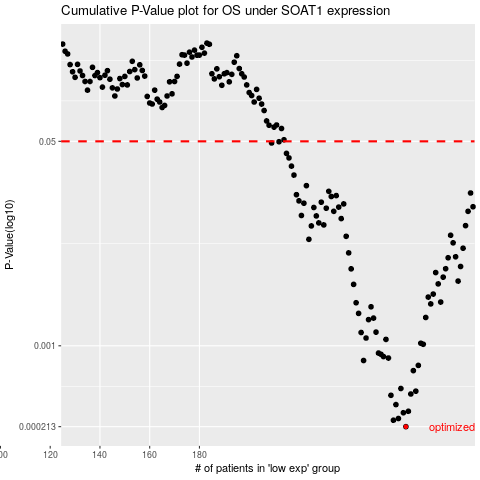 Cumulative P-Value plot for OS under SOAT1 expression
P-Value(log10)
0.05
0.001
0.000213
optimized
00 120 140 160 180
# of patients in 'low exp' group